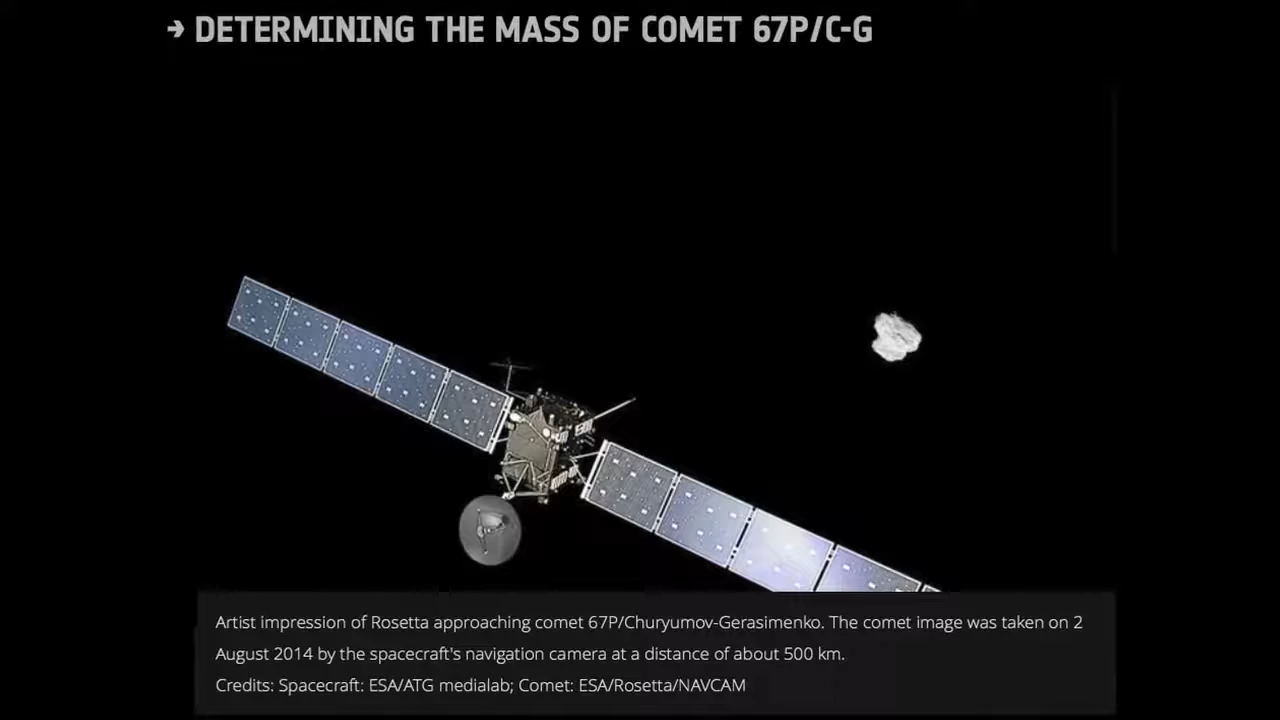 → DETERMINING THE MASS OF COMET 67P/C-G
Artist impression of Rosetta approaching comet 67P/Churyumov-Gerasimenko. The comet image was taken on 2
August 2014 by the spacecraft's navigation camera at a distance of about 500 km.
Credits: Spacecraft: ESA/ATG medialab; Comet: ESA/Rosetta/NAVCAM